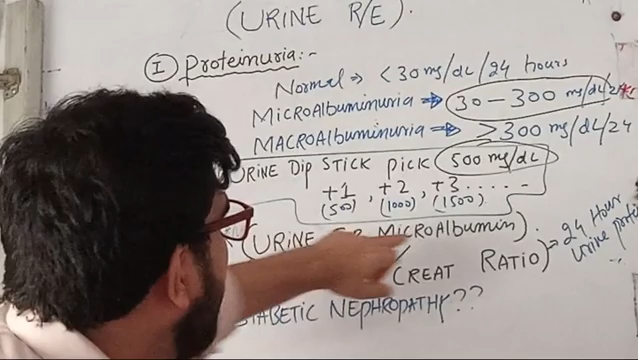 (URINE R/E).
I Proteinuria:-
Normal ⇒ <30 mg/dL/24 hours
MICROAlbuminuria ⇒ 30-300 mg/dL/24
MACROAlbuminuria ⇒ >300 mg/dL/24
URINE DIP STICK PICK 500 mg/dL
+1, +2, +3......
(500) (1000) (1500)
(URINE MICROAlbumin)
CREAT RATIO) = 24 Hour
Urine
NEPHROPATHY??